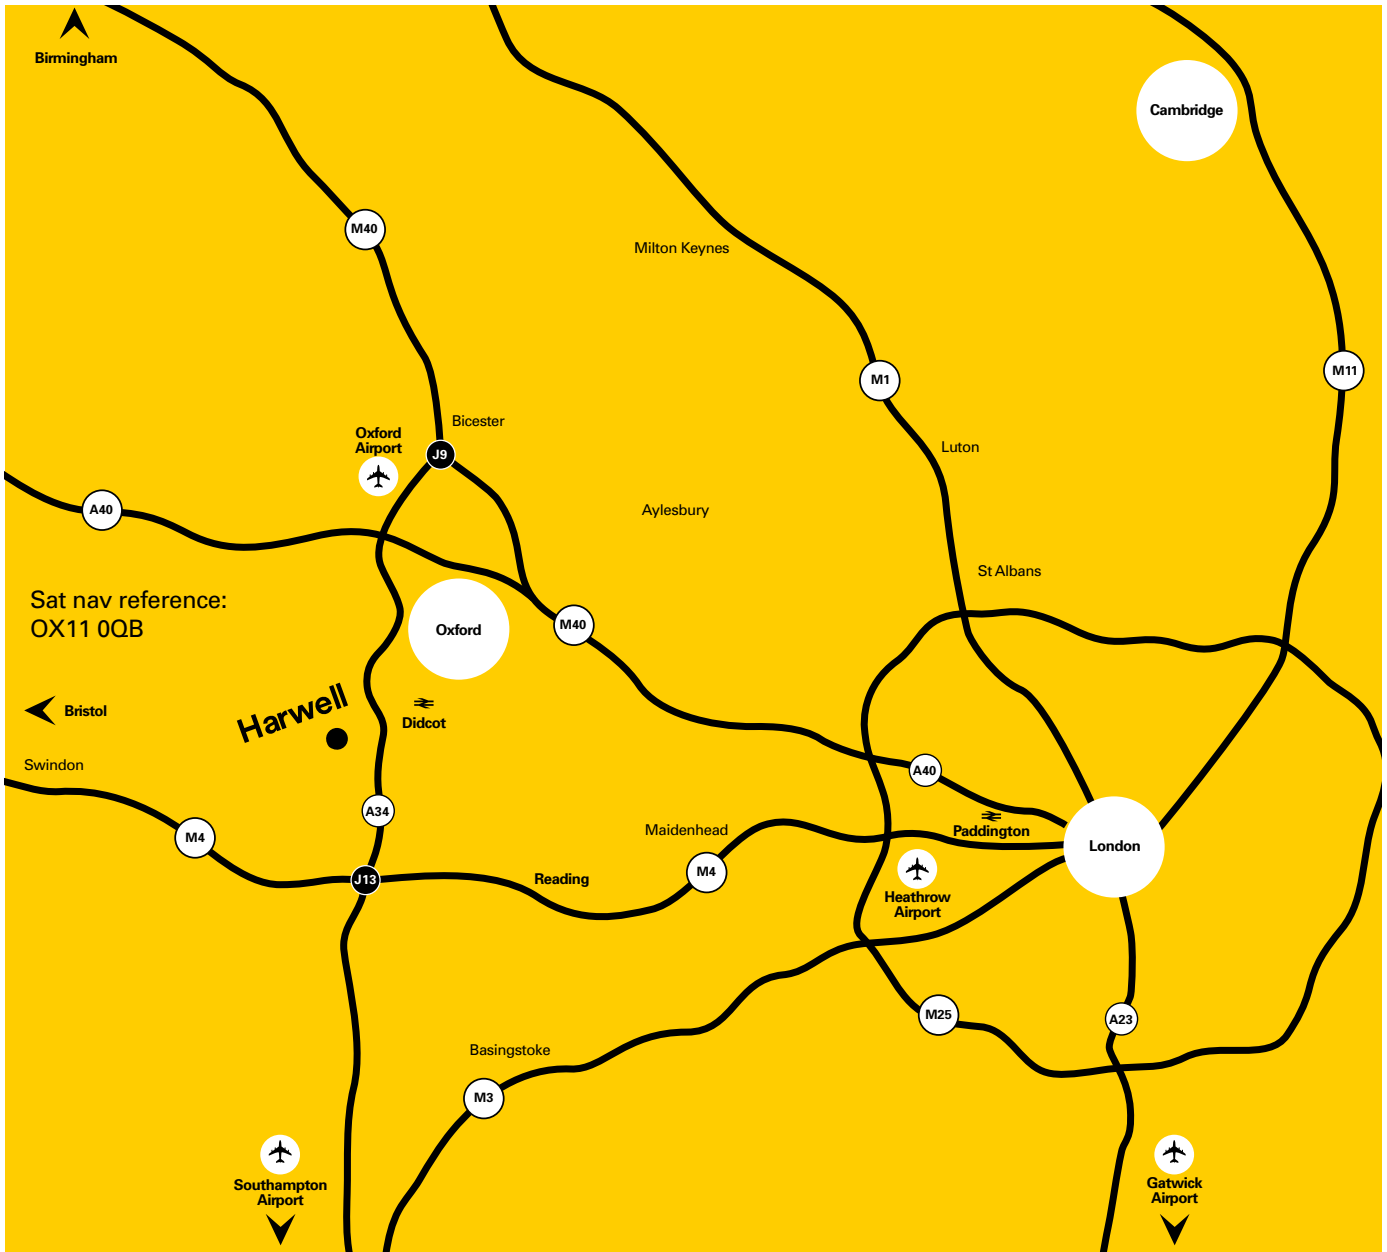 Birmingham
Cambridge
M40
Milton Keynes
M11
M1
Bicester
Oxford
Airport
J9
Luton
A40
Aylesbury
St Albans
Sat nav reference:
OX11 0QB
Oxford
M40
Harwell
Bristol
Didcot
Swindon
A40
A34
M4
Maidenhead
Paddington
London
M4
J13
Reading
Heathrow
Airport
M25
A23
Basingstoke
M3
Southampton
Airport
Gatwick
Airport